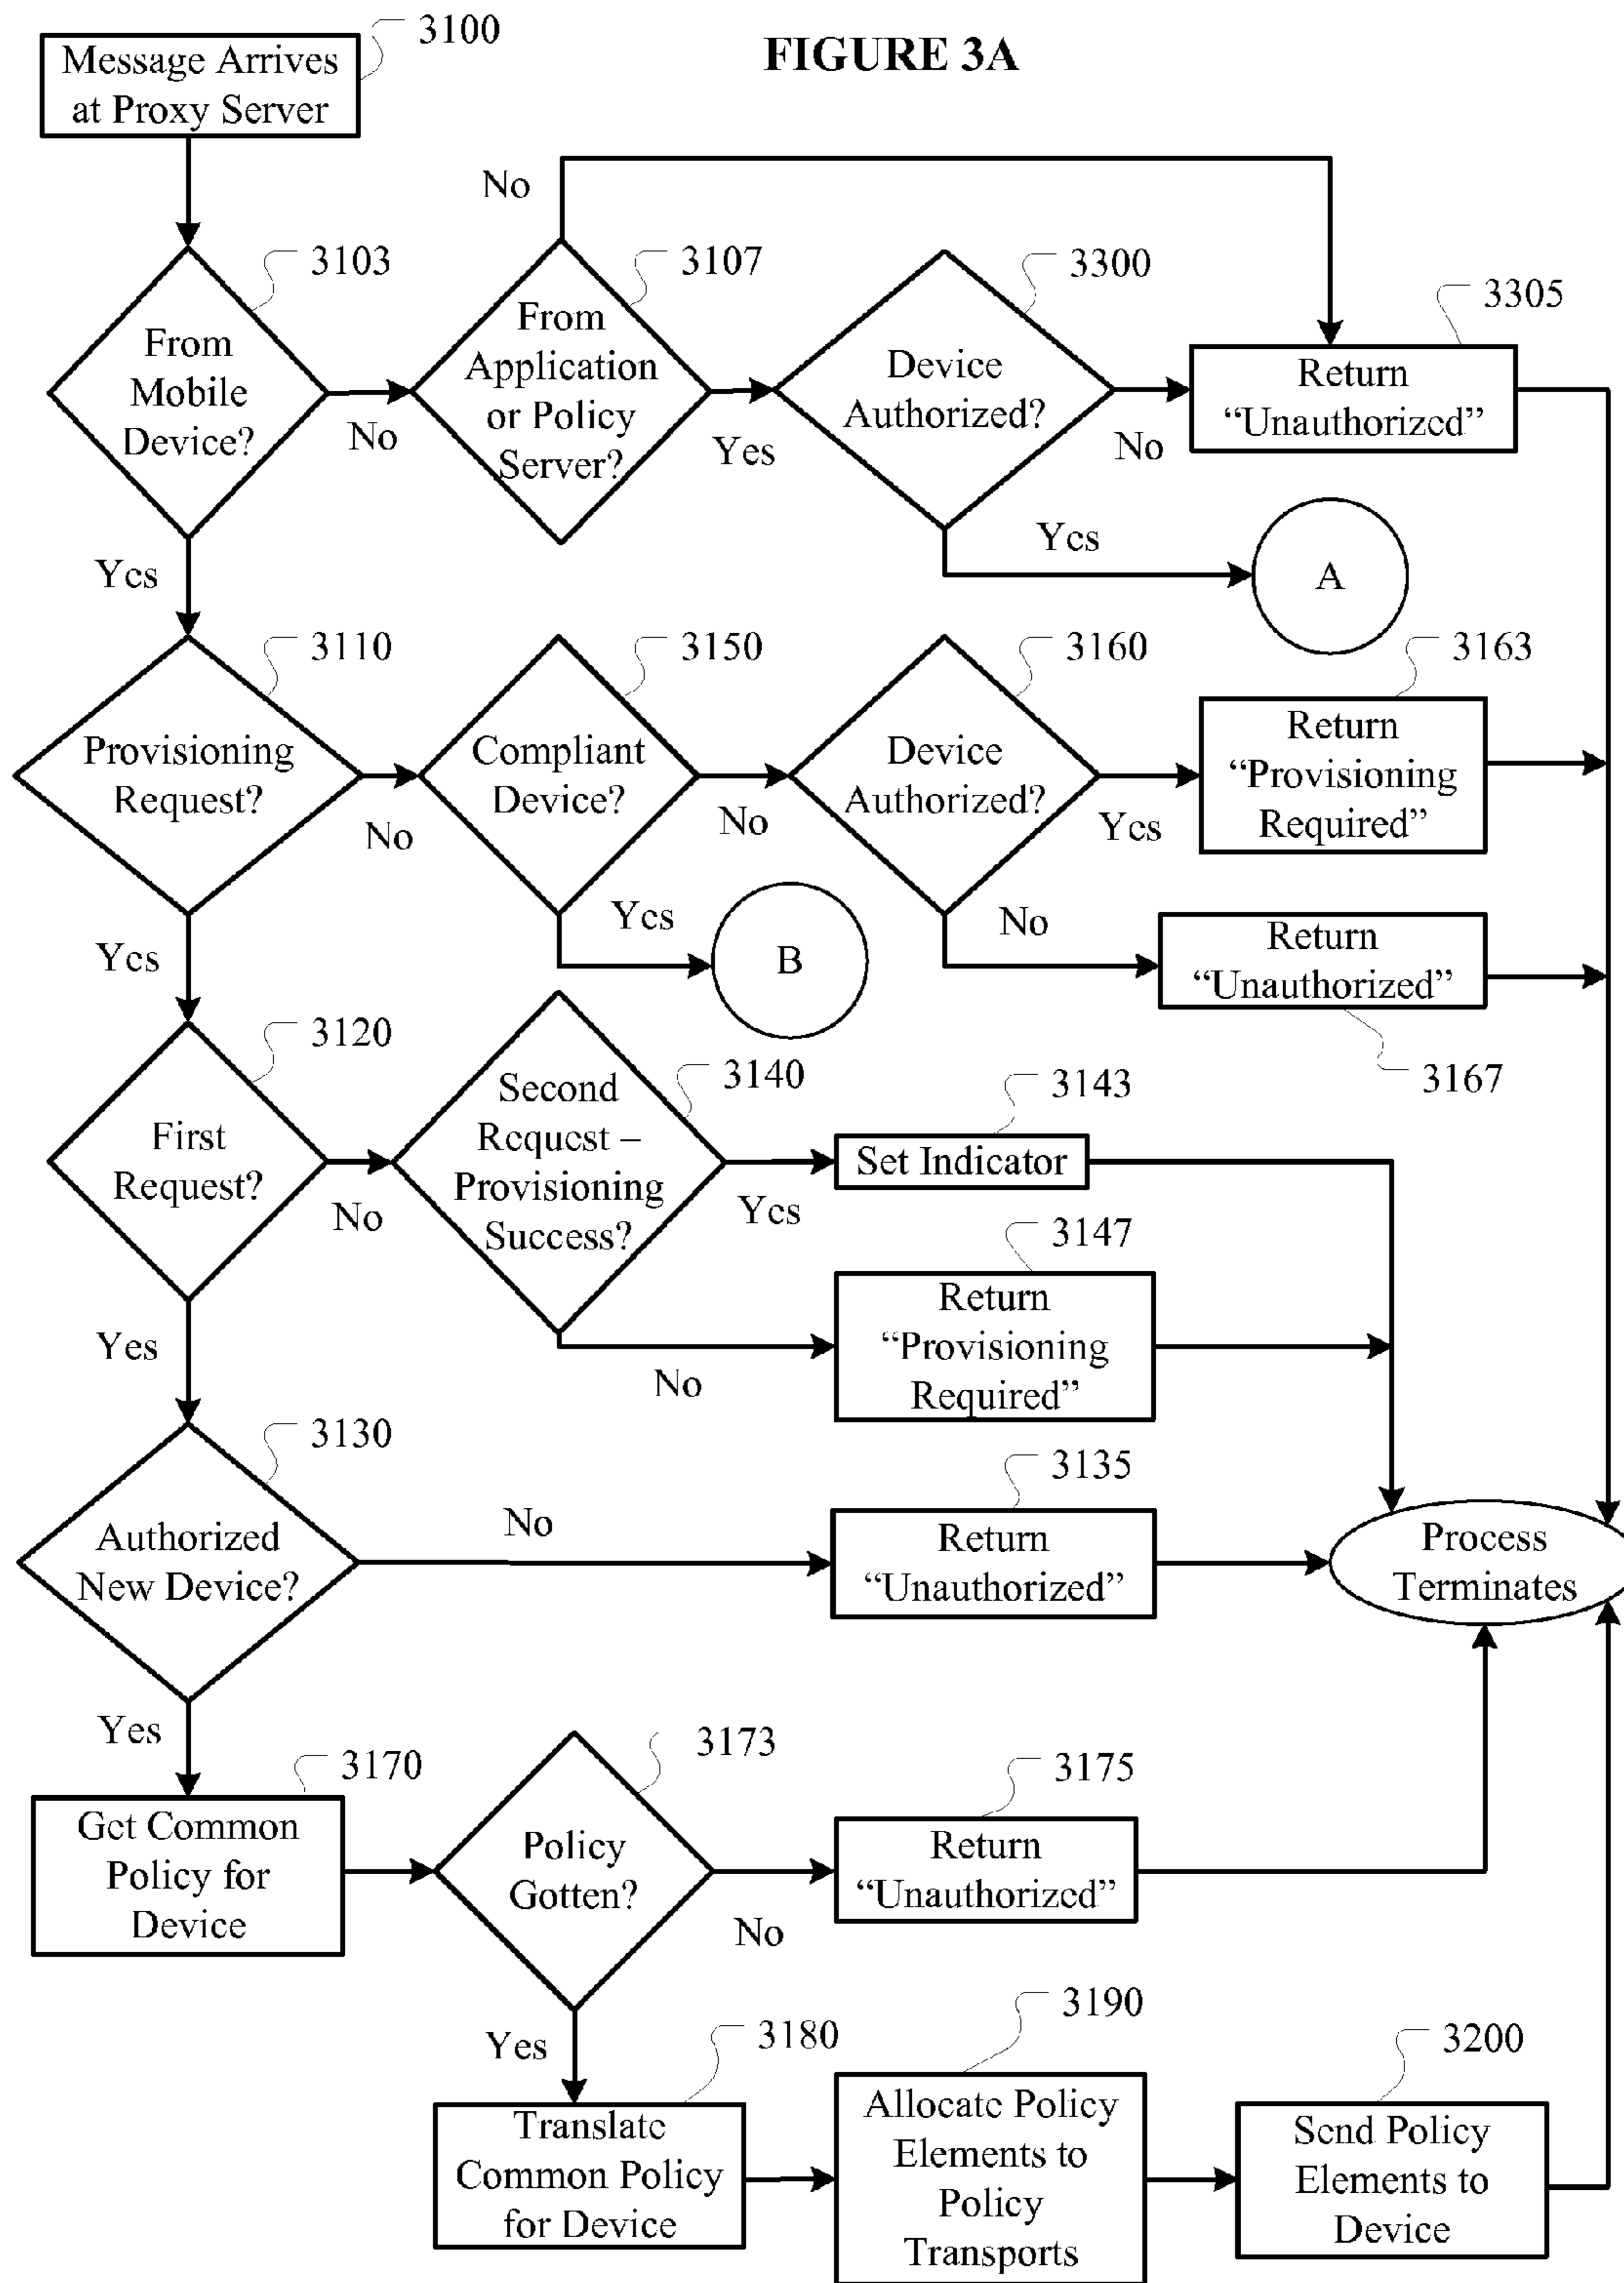 3100
FIGURE 3A
Message Arrives
at Proxy Server
No
3103
3107
3300
3305
From
Mobile
Device?
No
From
Application
or Policy
Server?
Yes
Device
Authorized?
No
Return
“Unauthorized”
Yes
Yes
A
3110
3150
3160
3163
Provisioning
Request?
No
Compliant
Device?
No
Device
Authorized?
Yes
Return
“Provisioning
Required”
Yes
Yes
B
No
Return
“Unauthorized”
3167
3120
3140
3143
First
Request?
No
Second
Request –
Provisioning
Success?
Yes
Set Indicator
3147
Yes
No
Return
“Provisioning
Required”
3130
3135
Authorized
New Device?
No
Return
“Unauthorized”
Process
Terminates
Yes
3170
3173
3175
Get Common
Policy for
Device
Policy
Gotten?
No
Return
“Unauthorized”
Yes
3180
3190
3200
Translate
Common Policy
for Device
Allocate Policy
Elements to
Policy
Transports
Send Policy
Elements to
Device